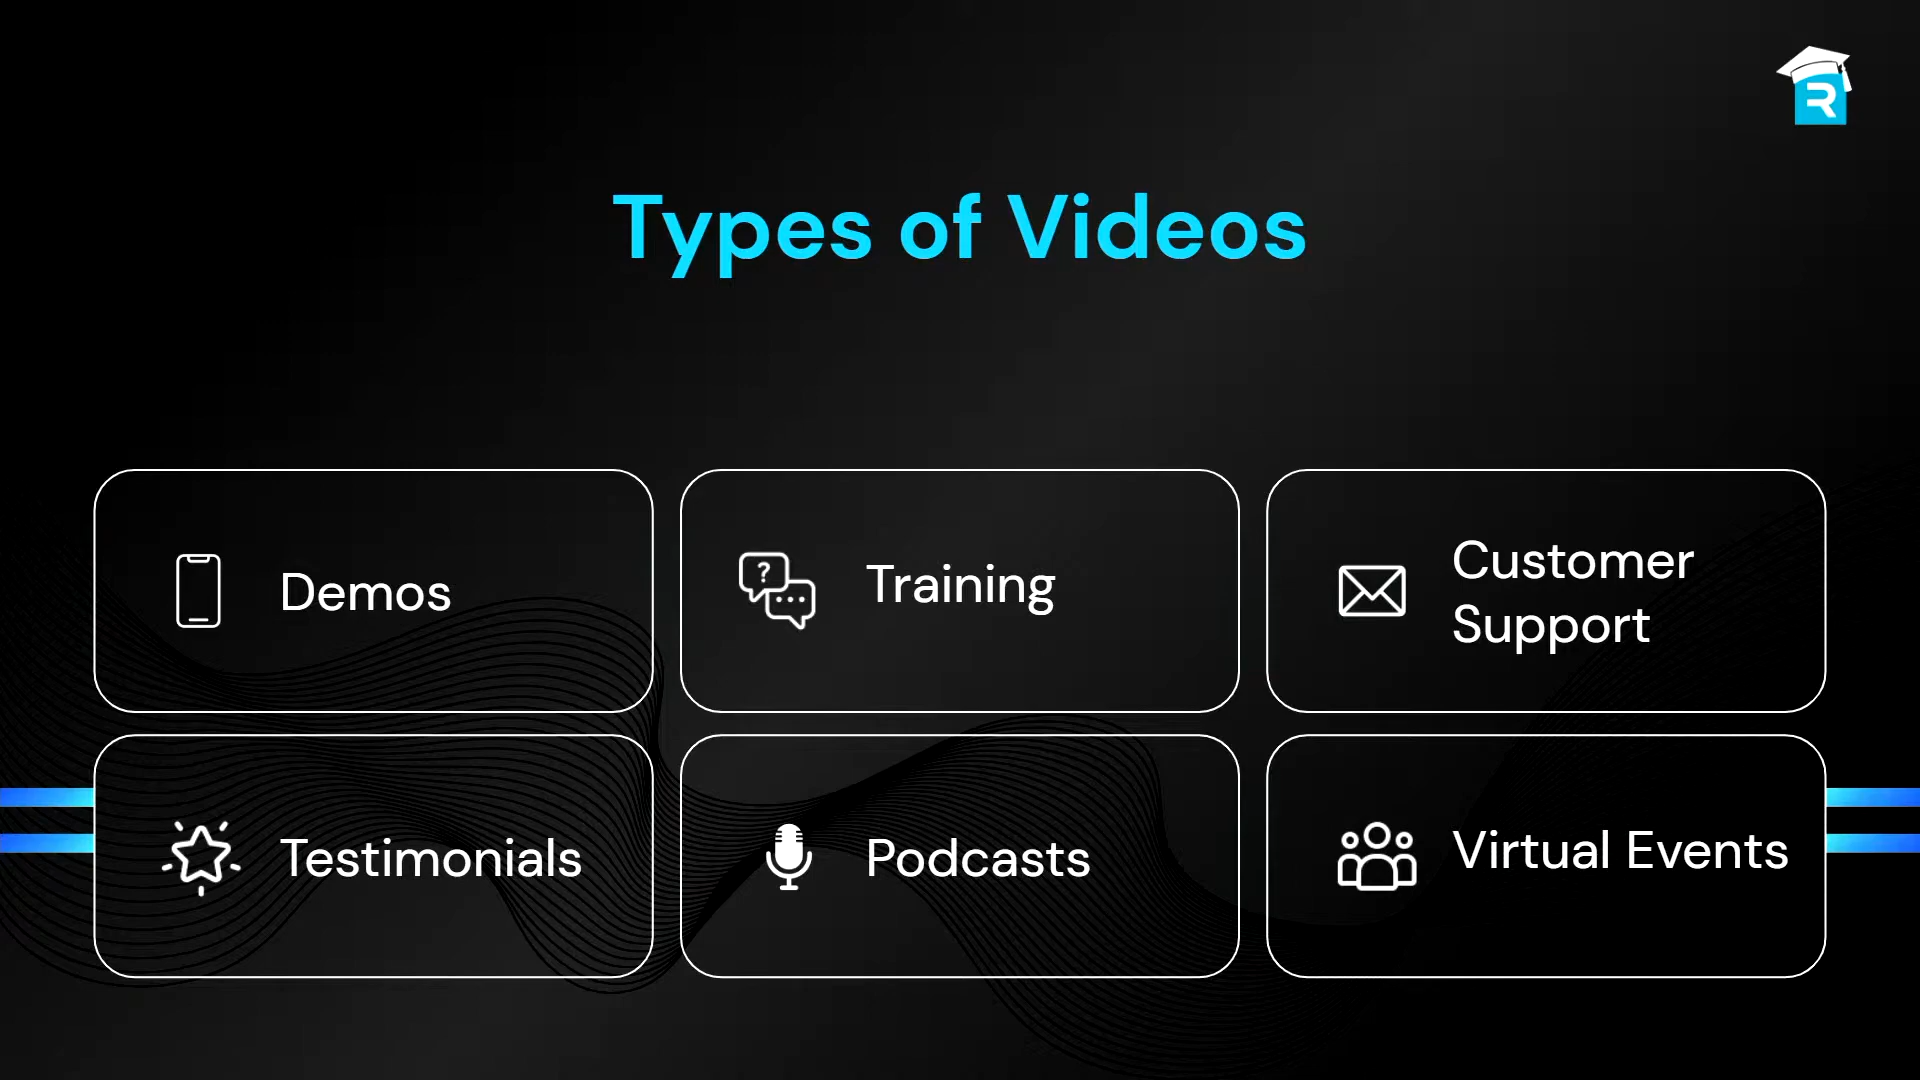 R
Types of Videos
Demos
Training
Customer
Support
Testimonials
Podcasts
Virtual Events